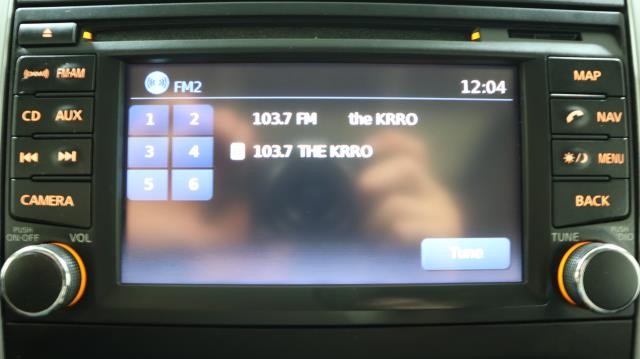 FM-AM
CD AUX
CAMERA
PUSH
ON-OFF VOL
FM2 12:04
1 2 103.7 FM the KRRO
3 4 103.7 THE KRRO
5 6
Tune
MAP
NAV
MENU
BACK
TUNE PUSH